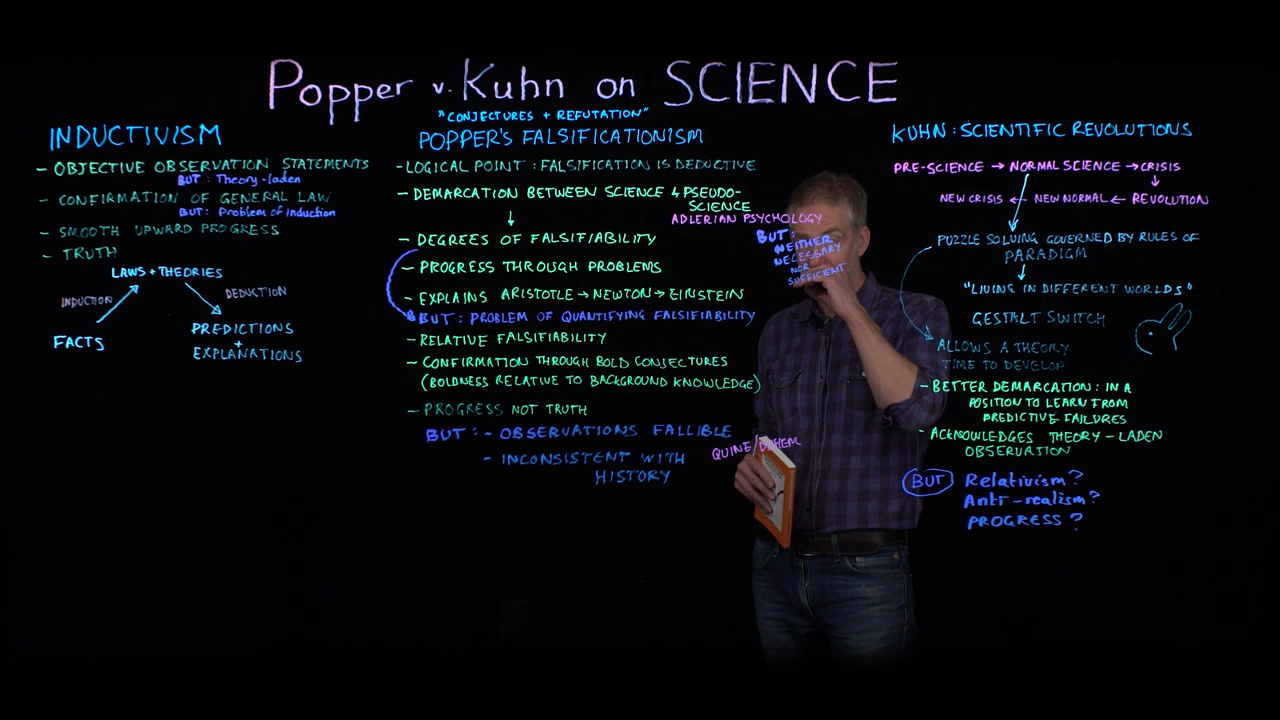 Popper v. Kuhn on SCIENCE
INDUCTIVISM
- OBJECTIVE OBSERVATION STATEMENTS
BUT: Theory-laden
- CONFIRMATION OF GENERAL LAW
BUT: Problem of Induction
- SMOOTH UPWARD PROGRESS
- TRUTH
LAWS + THEORIES
INDUCTION
DEDUCTION
FACTS
PREDICTIONS
+
EXPLANATIONS
"CONJECTURES + REFUTATION"
POPPER'S FALSIFICATIONISM
- LOGICAL POINT: FALSIFICATION IS DEDUCTIVE
- DEMARCATION BETWEEN SCIENCE & PSEUDO-
SCIENCE
ADLERIAN PSYCHOLOGY
BUT:
NEITHER
NECESSARY
NOR
SUFFICIENT
↓
- DEGREES OF FALSIFIABILITY
- PROGRESS THROUGH PROBLEMS
- EXPLAINS ARISTOTLE → NEWTON → EINSTEIN
BUT: PROBLEM OF QUANTIFYING FALSIFIABILITY
- RELATIVE FALSIFIABILITY
- CONFIRMATION THROUGH BOLD CONJECTURES
(BOLDNESS RELATIVE TO BACKGROUND KNOWLEDGE)
- PROGRESS NOT TRUTH
BUT: - OBSERVATIONS FALLIBLE
- INCONSISTENT WITH
HISTORY
QUINE/DUHEM
KUHN: SCIENTIFIC REVOLUTIONS
PRE-SCIENCE → NORMAL SCIENCE → CRISIS
↓
NEW CRISIS ← NEW NORMAL ← REVOLUTION
PUZZLE SOLVING GOVERNED BY RULES OF
PARADIGM
↓
"LIVING IN DIFFERENT WORLDS"
GESTALT SWITCH
ALLOWS A THEORY
TIME TO DEVELOP
- BETTER DEMARCATION: IN A
POSITION TO LEARN FROM
PREDICTIVE FAILURES
- ACKNOWLEDGES THEORY-LADEN
OBSERVATION
BUT Relativism?
Anti-realism?
PROGRESS?